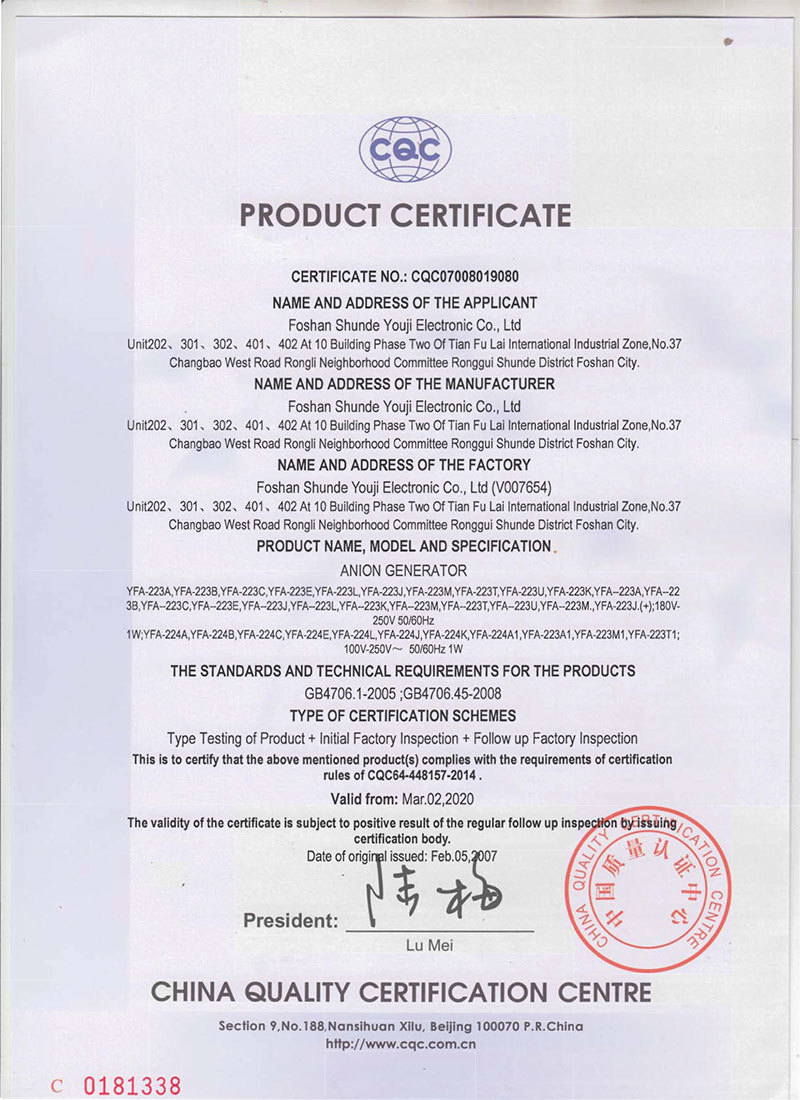 CQC
PRODUCT CERTIFICATE
CERTIFICATE NO.: CQC07008019080
NAME AND ADDRESS OF THE APPLICANT
Foshan Shunde Youji Electronic Co., Ltd
Unit202、301、302、401、402 At 10 Building Phase Two Of Tian Fu Lai International Industrial Zone,No.37
Changbao West Road Rongli Neighborhood Committee Ronggui Shunde District Foshan City.
NAME AND ADDRESS OF THE MANUFACTURER
Foshan Shunde Youji Electronic Co., Ltd
Unit202、301、302、401、402 At 10 Building Phase Two Of Tian Fu Lai International Industrial Zone,No.37
Changbao West Road Rongli Neighborhood Committee Ronggui Shunde District Foshan City.
NAME AND ADDRESS OF THE FACTORY
Foshan Shunde Youji Electronic Co., Ltd (V007654)
Unit202、301、302、401、402 At 10 Building Phase Two Of Tian Fu Lai International Industrial Zone,No.37
Changbao West Road Rongli Neighborhood Committee Ronggui Shunde District Foshan City.
PRODUCT NAME, MODEL AND SPECIFICATION
ANION GENERATOR
YFA-223A,YFA-223B,YFA-223C,YFA-223E,YFA-223L,YFA-223J,YFA-223M,YFA-223T,YFA-223U,YFA-223K,YFA--223A,YFA--22
3B,YFA--223C,YFA--223E,YFA--223J,YFA--223L,YFA--223K,YFA--223M,YFA--223T,YFA--223U,YFA--223M.,YFA-223J.(+);180V-
250V 50/60Hz
1W;YFA-224A,YFA-224B,YFA-224C,YFA-224E,YFA-224L,YFA-224J,YFA-224K,YFA-224A1,YFA-223A1,YFA-223M1,YFA-223T1;
100V-250V～ 50/60Hz 1W
THE STANDARDS AND TECHNICAL REQUIREMENTS FOR THE PRODUCTS
GB4706.1-2005 ;GB4706.45-2008
TYPE OF CERTIFICATION SCHEMES
Type Testing of Product + Initial Factory Inspection + Follow up Factory Inspection
This is to certify that the above mentioned product(s) complies with the requirements of certification
rules of CQC64-448157-2014 .
Valid from: Mar.02,2020
The validity of the certificate is subject to positive result of the regular follow up inspection by issuing
certification body.
Date of original issued: Feb.05,2007
陆梅
President:
Lu Mei
CHINA QUALITY CERTIFICATION CENTRE
中国质量认证中心
CHINA QUALITY CERTIFICATION CENTRE
Section 9,No.188,Nansihuan Xilu, Beijing 100070 P.R.China
http://www.cqc.com.cn
C 0181338